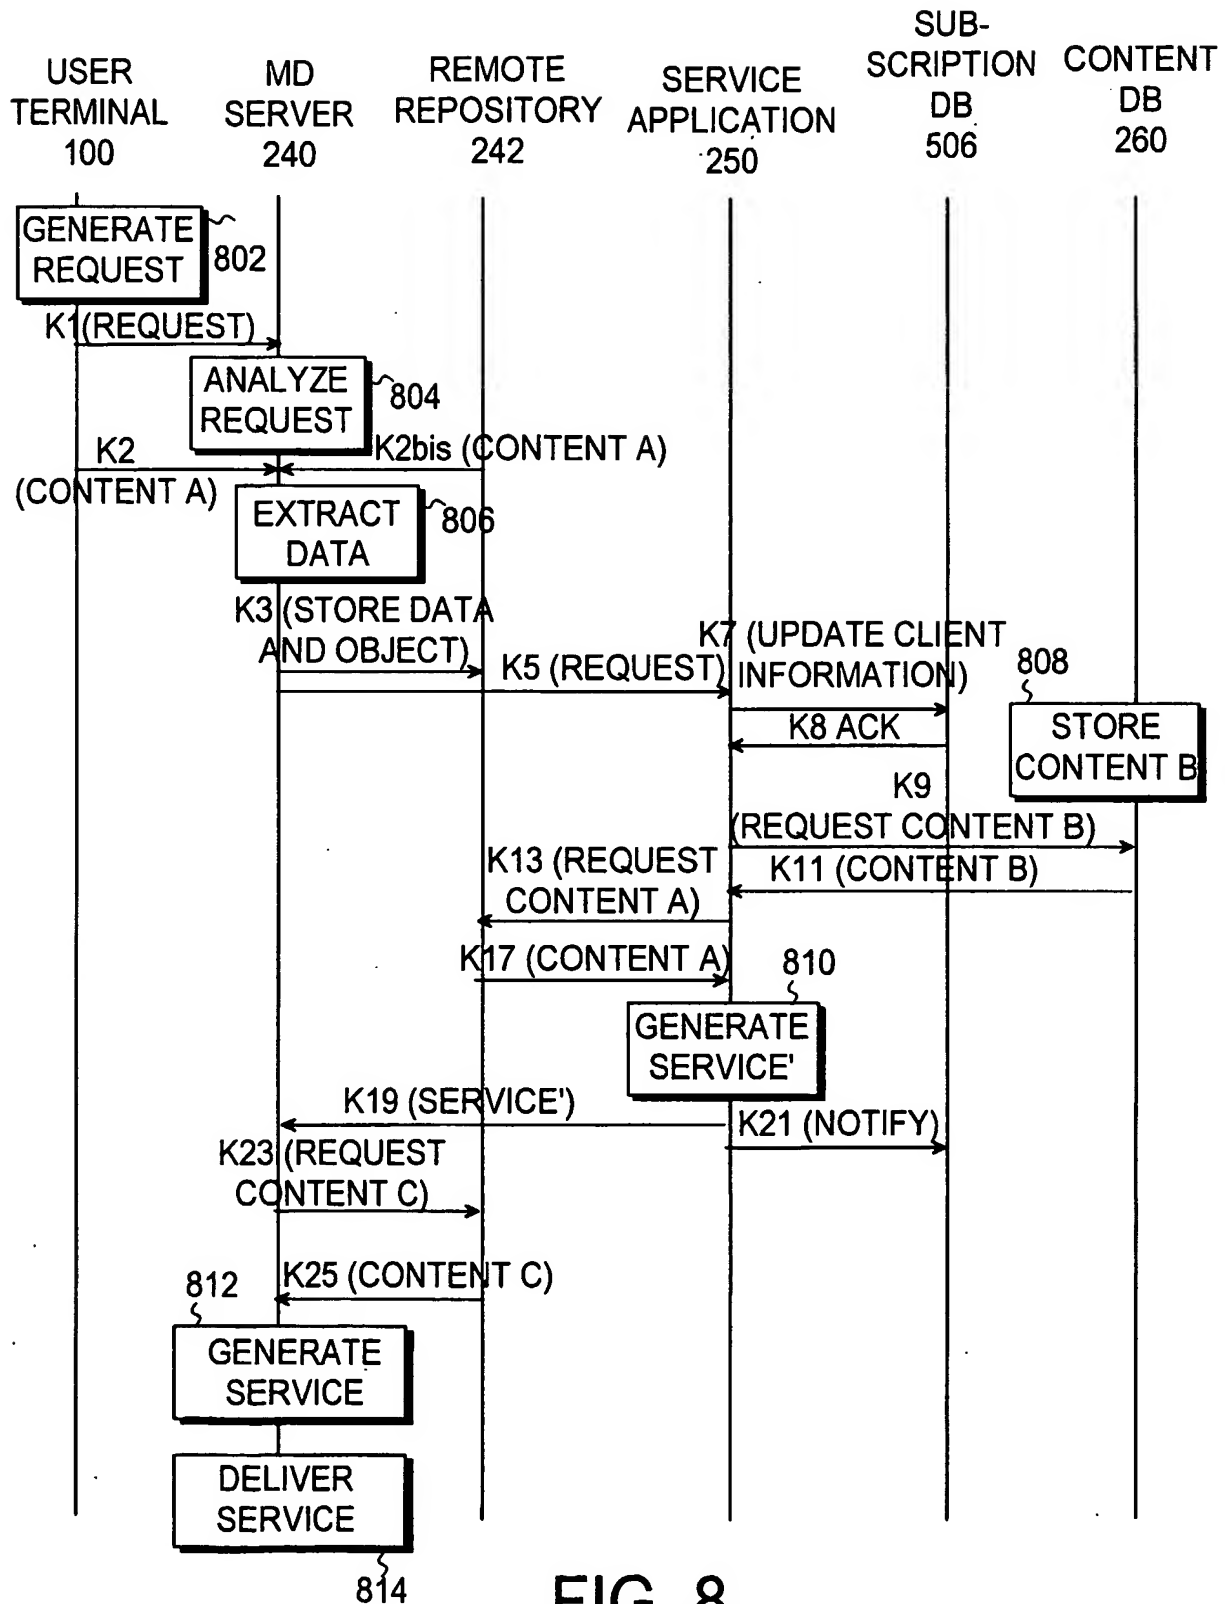 USER
TERMINAL
100
MD
SERVER
240
REMOTE
REPOSITORY
242
SERVICE
APPLICATION
250
SUB-
SCRIPTION
DB
506
CONTENT
DB
260
GENERATE
REQUEST
802
K1(REQUEST)
ANALYZE
REQUEST
804
K2
(CONTENT A)
K2bis (CONTENT A)
EXTRACT
DATA
806
K3 (STORE DATA
AND OBJECT)
K5 (REQUEST)
K7 (UPDATE CLIENT
INFORMATION)
K8 ACK
808
STORE
CONTENT B
K9
(REQUEST CONTENT B)
K11 (CONTENT B)
K13 (REQUEST
CONTENT A)
K17 (CONTENT A)
810
GENERATE
SERVICE'
K19 (SERVICE')
K21 (NOTIFY)
K23 (REQUEST
CONTENT C)
K25 (CONTENT C)
812
GENERATE
SERVICE
DELIVER
SERVICE
814
FIG. 8